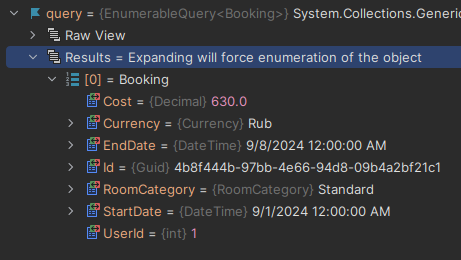 query = {EnumerableQuery<Booking>} System.Collections.Generic
Raw View
Results = Expanding will force enumeration of the object
[0] = Booking
Cost = {Decimal} 630.0
Currency = {Currency} Rub
EndDate = {DateTime} 9/8/2024 12:00:00 AM
Id = {Guid} 4b8f444b-97bb-4e66-94d8-09b4a2bf21c1
RoomCategory = {RoomCategory} Standard
StartDate = {DateTime} 9/1/2024 12:00:00 AM
UserId = {int} 1